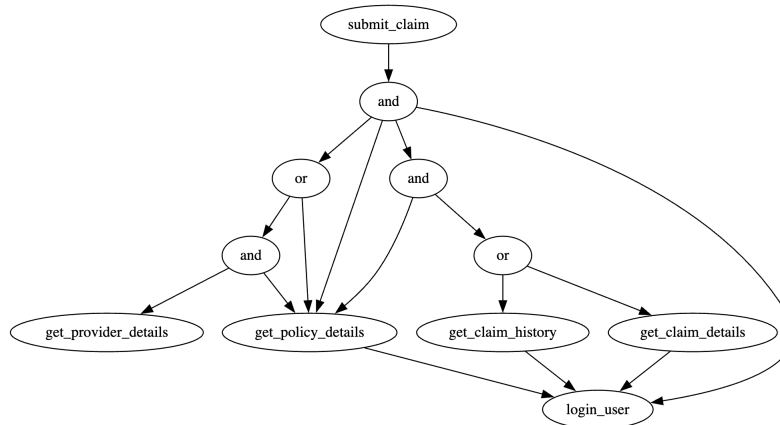 submit_claim
and
or
and
and
or
get_provider_details
get_policy_details
get_claim_history
get_claim_details
login_user